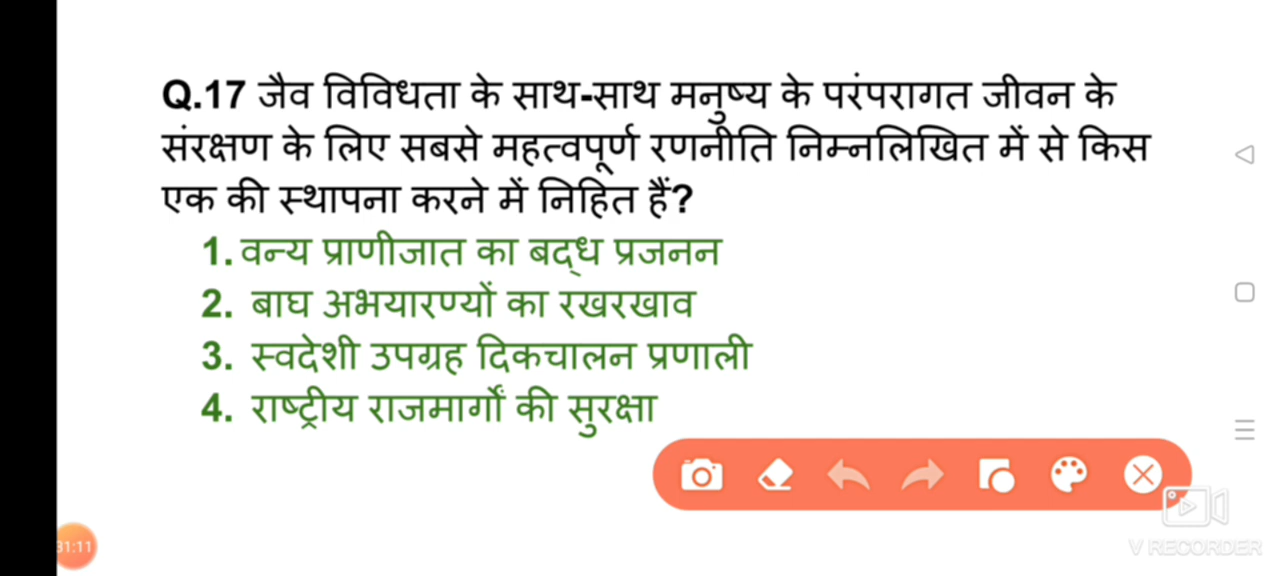 Q.17 जैव विविधता के साथ-साथ मनुष्य के परंपरागत जीवन के
संरक्षण के लिए सबसे महत्वपूर्ण रणनीति निम्नलिखित में से किस
एक की स्थापना करने में निहित हैं?
1. वन्य प्राणीजात का बद्ध प्रजनन
2. बाघ अभयारण्यों का रखरखाव
3. स्वदेशी उपग्रह दिकचालन प्रणाली
4. राष्ट्रीय राजमार्गों की सुरक्षा
31:11
V RECORDER